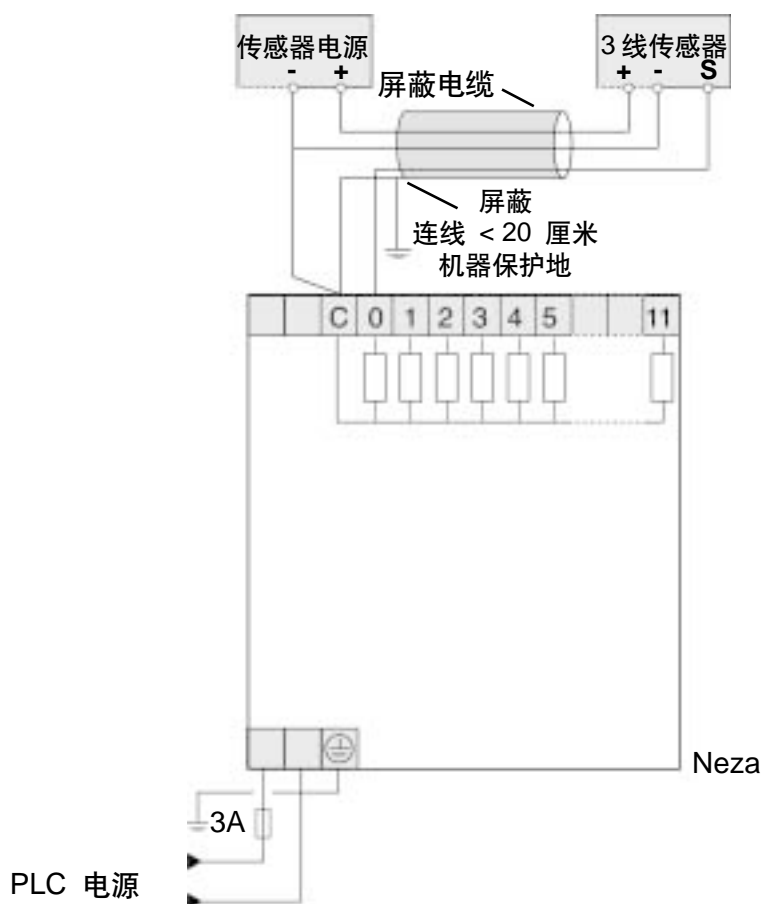 传感器电源
- +
3 线传感器
+ - S
屏蔽电缆
屏蔽
连线 < 20 厘米
机器保护地
C 0 1 2 3 4 5 11
Neza
3A
PLC 电源